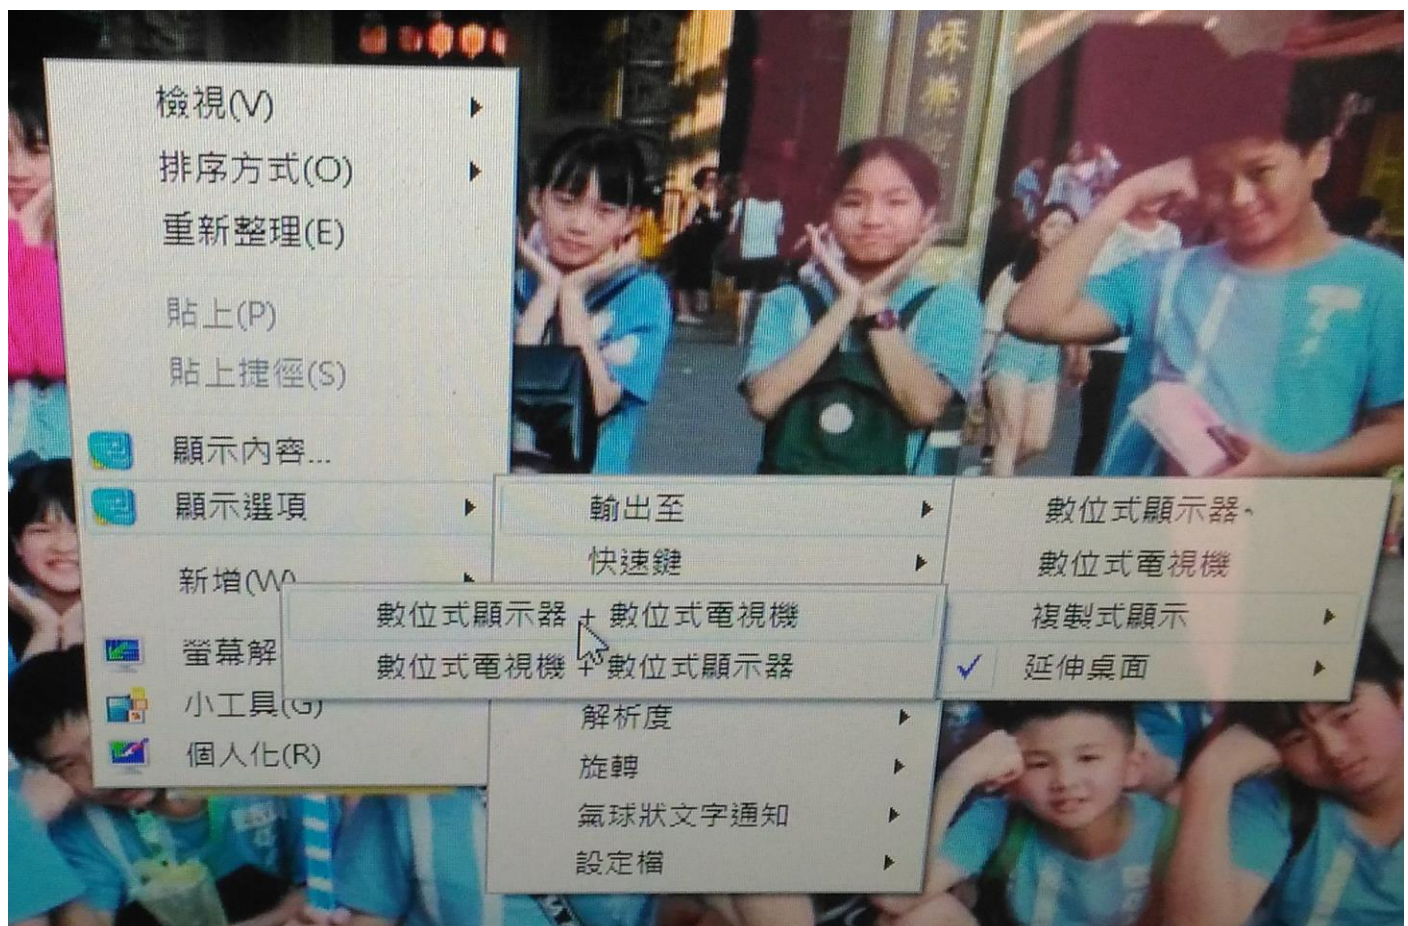 檢視(V)
排序方式(O)
重新整理(E)
貼上(P)
貼上捷徑(S)
顯示內容...
顯示選項
新增(W)
螢幕解
小工具(G)
個人化(R)
輸出至
快速鍵
解析度
旋轉
氣球狀文字通知
設定檔
數位式顯示器
數位式電視機
複製式顯示
延伸桌面
數位式顯示器 + 數位式電視機
數位式電視機 + 數位式顯示器